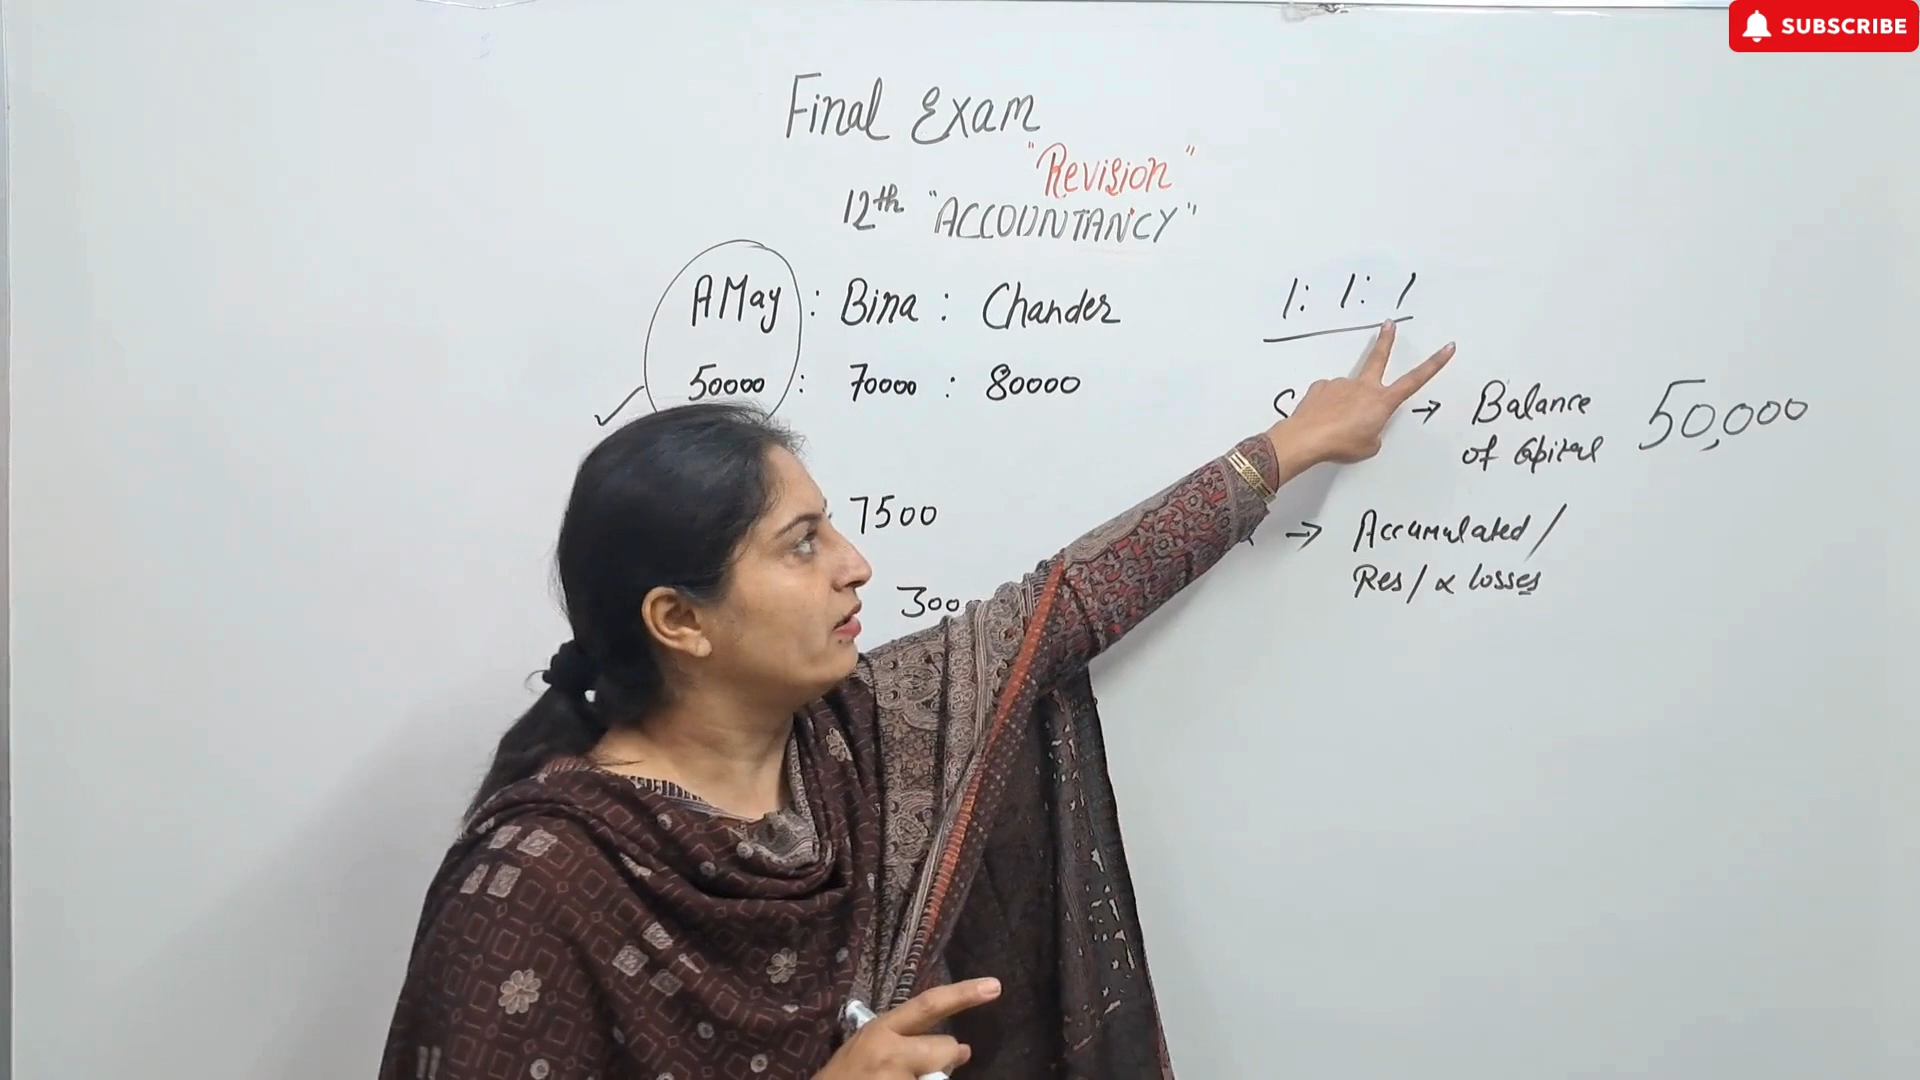 SUBSCRIBE
Final Exam
"Revision"
12th "ACCOUNTANCY"
AMay : Bina : Chander
1 : 1 : 1
50000 : 70000 : 80000
→ Balance
of Capital
50,000
7500
→ Accumulated /
Res / & losses
300